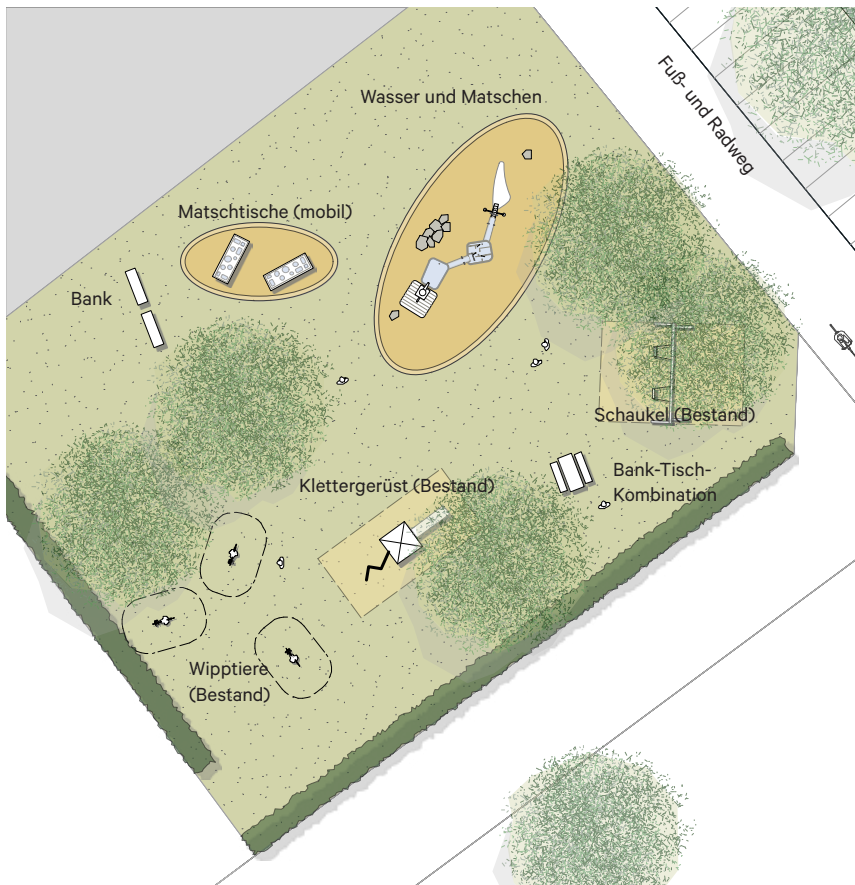 Wasser und Matschen
Fuß- und Radweg
Matschtische (mobil)
Bank
Schaukel (Bestand)
Bank-Tisch-
Kombination
Klettergerüst (Bestand)
Wipptiere
(Bestand)